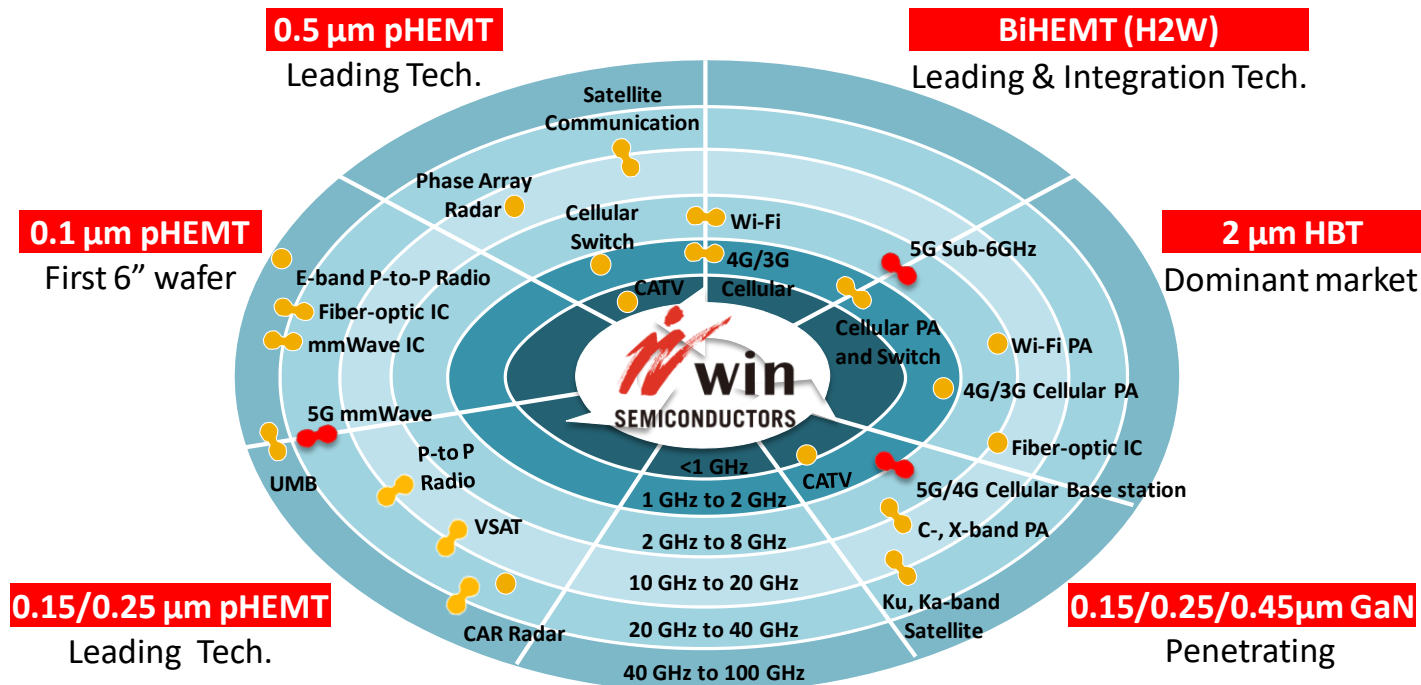 0.5 µm pHEMT
Leading Tech.
BiHEMT (H2W)
Leading & Integration Tech.
Satellite
Communication
Phase Array
Radar
Cellular
Switch
Wi-Fi
4G/3G
Cellular
CATV
5G Sub-6GHz
0.1 µm pHEMT
First 6” wafer
2 µm HBT
Dominant market
E-band P-to-P Radio
Fiber-optic IC
mmWave IC
Cellular PA
and Switch
Wi-Fi PA
4G/3G Cellular PA
win
SEMICONDUCTORS
5G mmWave
UMB
P-to P
Radio
VSAT
CAR Radar
Fiber-optic IC
CATV
5G/4G Cellular Base station
C-, X-band PA
Ku, Ka-band
Satellite
<1 GHz
1 GHz to 2 GHz
2 GHz to 8 GHz
10 GHz to 20 GHz
20 GHz to 40 GHz
40 GHz to 100 GHz
0.15/0.25 µm pHEMT
Leading  Tech.
0.15/0.25/0.45µm GaN
Penetrating